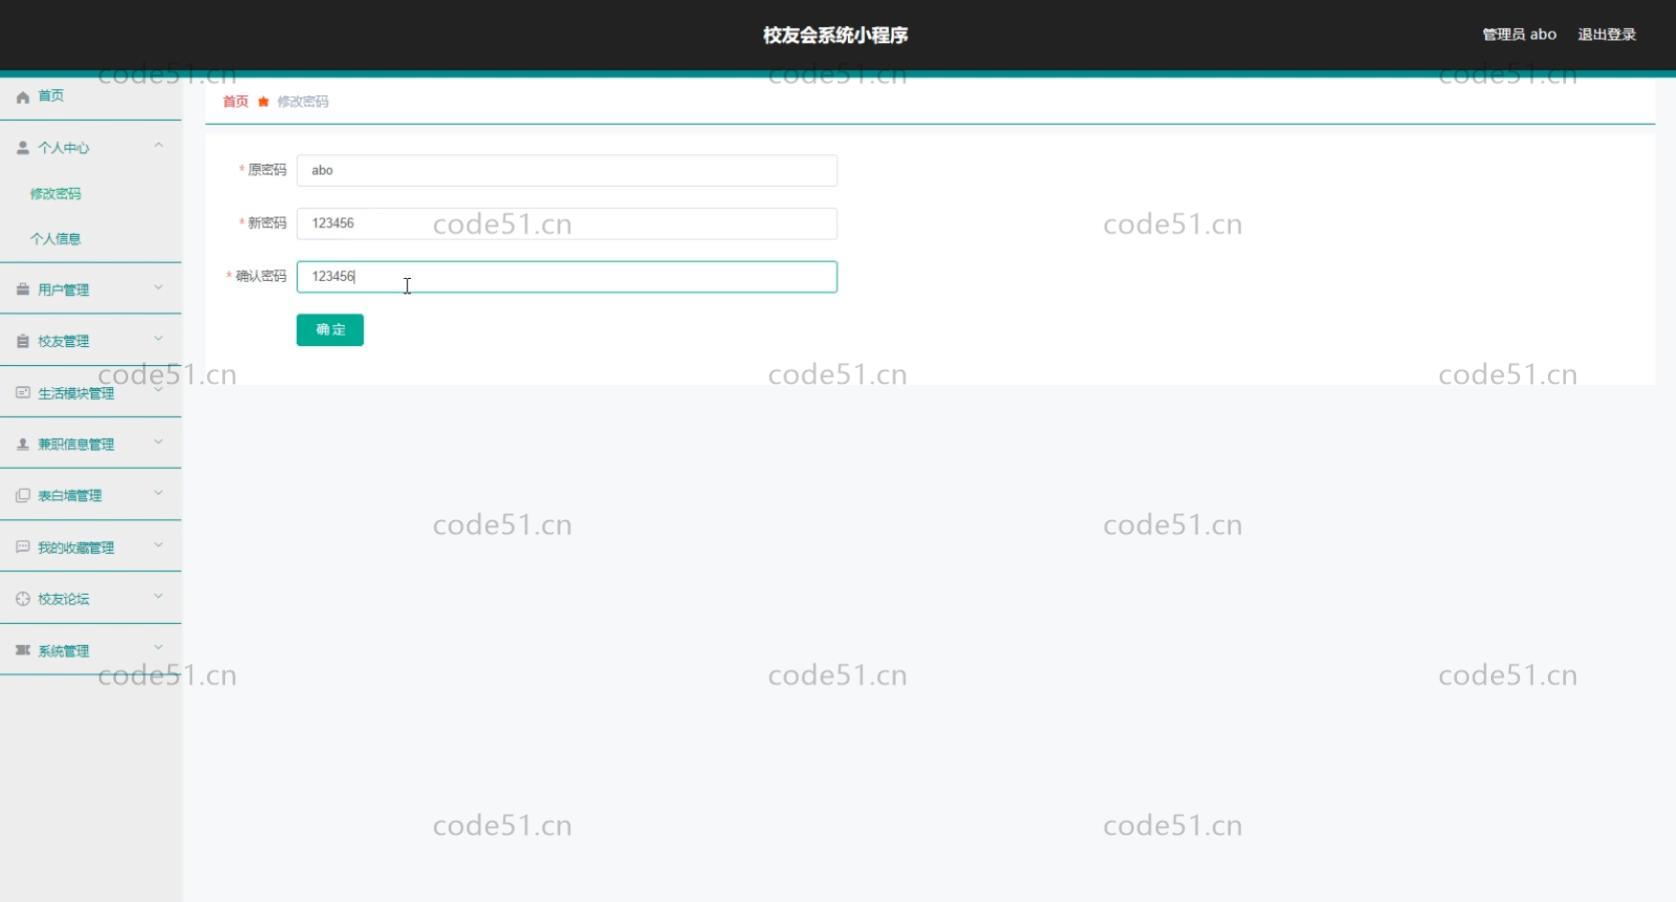 校友会系统小程序
管理员 abo 退出登录
code51.cn code51.cn code51.cn
首页
首页 修改密码
个人中心
原密码 abo
修改密码
* 新密码 123456
code51.cn code51.cn
个人信息
* 确认密码 123456
用户管理
确定
校友管理
code51.cn code51.cn code51.cn
生活模块管理
兼职信息管理
表白墙管理
code51.cn code51.cn
我的收藏管理
校友论坛
系统管理
code51.cn code51.cn code51.cn
code51.cn code51.cn